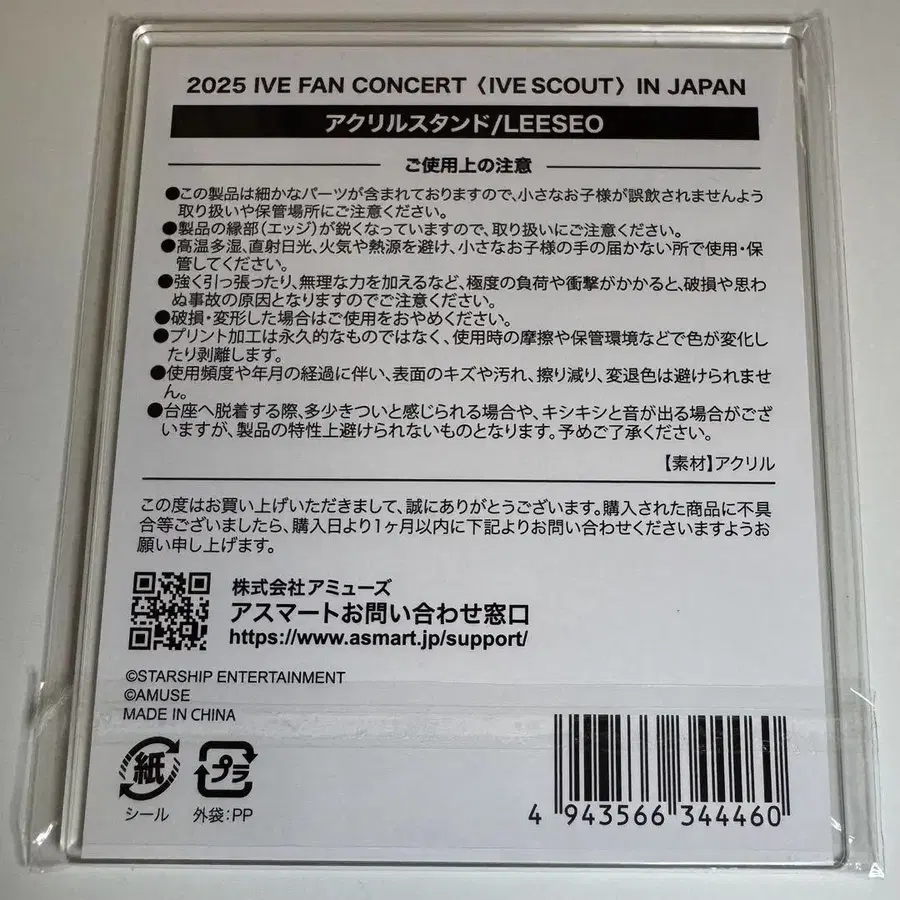 2025 IVE FAN CONCERT〈IVE SCOUT〉IN JAPAN
アクリルスタンド/LEESEO
ご使用上の注意
●この製品は細かなパーツが含まれておりますので、小さなお子様が誤飲されませんよう
取り扱いや保管場所にご注意ください。
●製品の縁部(エッジ)が鋭くなっていますので、取り扱いにご注意ください。
●高温多湿、直射日光、火気や熱源を避け、小さなお子様の手の届かない所で使用・保
管してください。
●強く引っ張ったり、無理な力を加えるなど、極度の負荷や衝撃がかかると、破損や思わ
ぬ事故の原因となりますのでご注意ください。
●破損・変形した場合はご使用をおやめください。
●プリント加工は永久的なものではなく、使用時の摩擦や保管環境などで色が変化し
たり剥離します。
●使用頻度や年月の経過に伴い、表面のキズや汚れ、擦り減り、変退色は避けられませ
ん。
●台座へ脱着する際、多少きついと感じられる場合や、キシキシと音が出る場合がござ
いますが、製品の特性上避けられないものとなります。予めご了承ください。
【素材】アクリル
この度はお買い上げいただきまして、誠にありがとうございます。購入された商品に不具
合等ございましたら、購入日より1ヶ月以内に下記よりお問い合わせくださいますようお
願い申し上げます。
株式会社アミューズ
アスマートお問い合わせ窓口
https://www.asmart.jp/support/
©STARSHIP ENTERTAINMENT
©AMUSE
MADE IN CHINA
紙
プラ
シール
外袋:PP
4 943566 344460